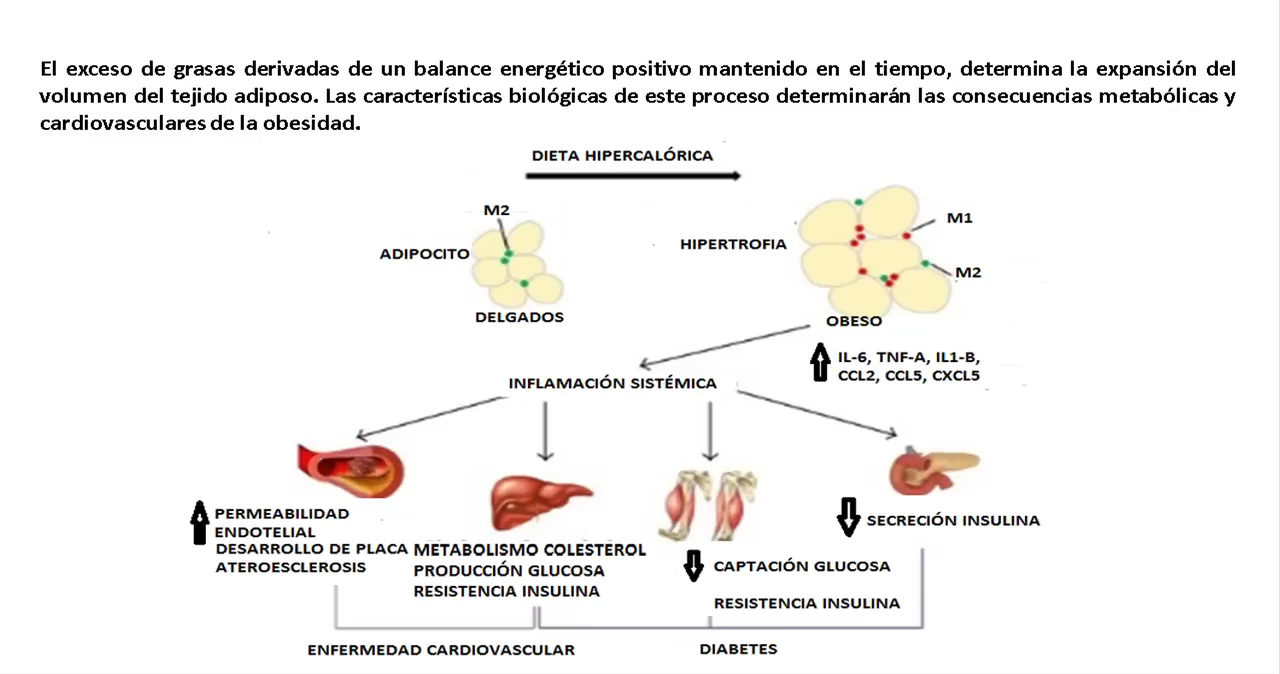 El exceso de grasas derivadas de un balance energético positivo mantenido en el tiempo, determina la expansión del
volumen del tejido adiposo. Las características biológicas de este proceso determinarán las consecuencias metabólicas y
cardiovasculares de la obesidad.
DIETA HIPERCALÓRICA
M2
ADIPOCITO
DELGADOS
HIPERTROFIA
M1
M2
OBESO
IL-6, TNF-A, IL1-B,
CCL2, CCL5, CXCL5
INFLAMACIÓN SISTÉMICA
PERMEABILIDAD
ENDOTELIAL
DESARROLLO DE PLACA
ATEROESCLEROSIS
METABOLISMO COLESTEROL
PRODUCCIÓN GLUCOSA
RESISTENCIA INSULINA
CAPTACIÓN GLUCOSA
RESISTENCIA INSULINA
SECRECIÓN INSULINA
ENFERMEDAD CARDIOVASCULAR
DIABETES